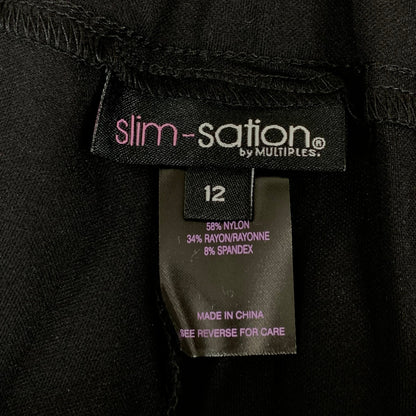 slim-sation®
by MULTIPLES.
12
58% NYLON
34% RAYON/RAYONNE
8% SPANDEX
MADE IN CHINA
SEE REVERSE FOR CARE